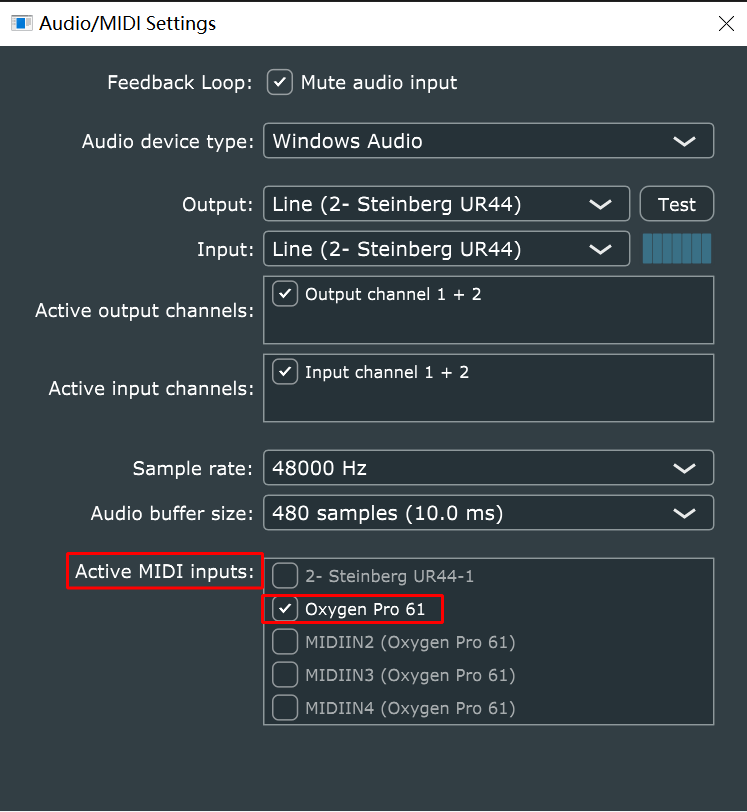 Audio/MIDI Settings
Feedback Loop: Mute audio input
Audio device type: Windows Audio
Output: Line (2- Steinberg UR44) Test
Input: Line (2- Steinberg UR44)
Active output channels: Output channel 1 + 2
Active input channels: Input channel 1 + 2
Sample rate: 48000 Hz
Audio buffer size: 480 samples (10.0 ms)
Active MIDI inputs: 2- Steinberg UR44-1
Oxygen Pro 61
MIDIIN2 (Oxygen Pro 61)
MIDIIN3 (Oxygen Pro 61)
MIDIIN4 (Oxygen Pro 61)